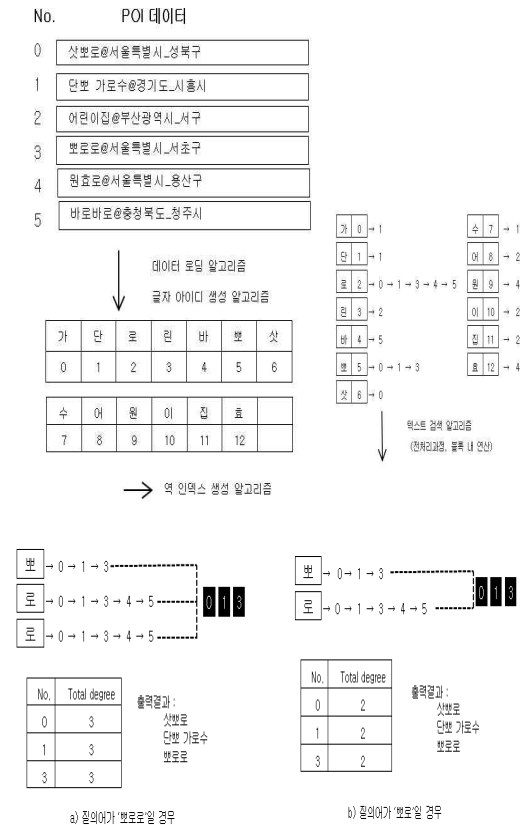 No. POI 데이터
0 삿뽀로@서울특별시_성북구
1 단뽀 가로수@경기도_시흥시
2 어린이집@부산광역시_서구
3 뽀로로@서울특별시_서초구
4 원효로@서울특별시_용산구
5 바로바로@충청북도_청주시
데이터 로딩 알고리즘
글자 아이디 생성 알고리즘
가 단 로 린 바 뽀 삿
0 1 2 3 4 5 6
수 어 원 이 집 효
7 8 9 10 11 12
→ 역 인덱스 생성 알고리즘
가 0 → 1
단 1 → 1
로 2 → 0 → 1 → 3 → 4 → 5
린 3 → 2
바 4 → 5
뽀 5 → 0 → 1 → 3
삿 6 → 0
수 7 → 1
어 8 → 2
원 9 → 4
이 10 → 2
집 11 → 2
효 12 → 4
텍스트 검색 알고리즘
(전처리과정, 블록 내 연산)
뽀 → 0 → 1 → 3
로 → 0 → 1 → 3 → 4 → 5
로 → 0 → 1 → 3 → 4 → 5
0 1 3
No. Total degree
0 3
1 3
3 3
출력결과 :
삿뽀로
단뽀 가로수
뽀로로
a) 질의어가 '뽀로로'일 경우
뽀 → 0 → 1 → 3
로 → 0 → 1 → 3 → 4 → 5
0 1 3
No. Total degree
0 2
1 2
3 2
출력결과 :
삿뽀로
단뽀 가로수
뽀로로
b) 질의어가 '뽀로'일 경우